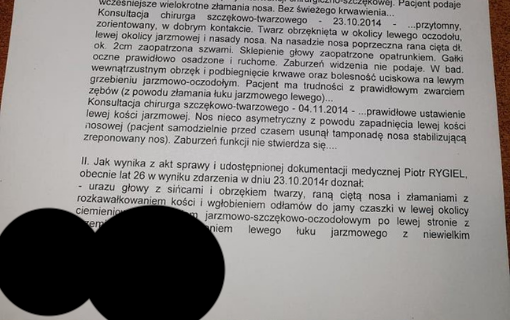 szczękowo-chirurgiczno-szczękowej. Pacjent podaje
wcześniejsze wielokrotne złamania nosa. Bez świeżego krwawienia...
Konsultacja chirurga szczękowo-twarzowego - 23.10.2014 - ...przytomny,
zorientowany, w dobrym kontakcie. Twarz obrzęknięta w okolicy lewego oczodołu,
lewej okolicy jarzmowej i nasady nosa. Na nasadzie nosa poprzeczna rana cięta dł.
ok. 2cm zaopatrzona szwami. Sklepienie głowy zaopatrzone opatrunkiem. Gałki
oczne prawidłowo osadzone i ruchome. Zaburzeń widzenia nie podaje. W bad.
wewnątrzustnym obrzęk i podbiegnięcie krwawe oraz bolesność uciskowa na lewym
grzebieniu jarzmowo-oczodołym. Pacjent ma trudności z prawidłowym zwarciem
zębów (z powodu złamania łuku jarzmowego lewego)...
Konsultacja chirurga szczękowo-twarzowego - 04.11.2014 - ...prawidłowe ustawienie
lewej kości jarzmowej. Nos nieco asymetryczny z powodu zapadnięcia lewej kości
nosowej (pacjent samodzielnie przed czasem usunął tamponadę nosa stabilizującą
zreponowany nos). Zaburzeń funkcji nie stwierdza się....
II. Jak wynika z akt sprawy i udostępnionej dokumentacji medycznej Piotr RYGIEL,
obecnie lat 26 w wyniku zdarzenia w dniu 23.10.2014r doznał:
- urazu głowy z sińcami i obrzękiem twarzy, raną ciętą nosa i złamaniami z
rozkawałkowaniem kości i wgłobieniem odłamów do jamy czaszki w lewej okolicy
jarzmowo-szczękowo-oczodołowym po lewej stronie z
lewego łuku jarzmowego z niewielkim